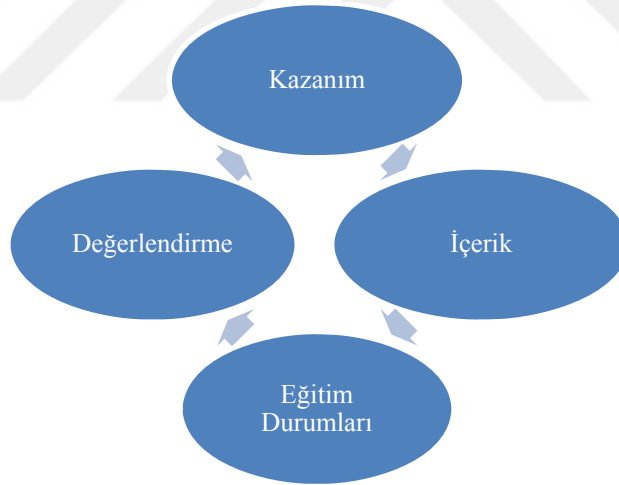 Kazanım
Değerlendirme
İçerik
Eğitim
Durumları